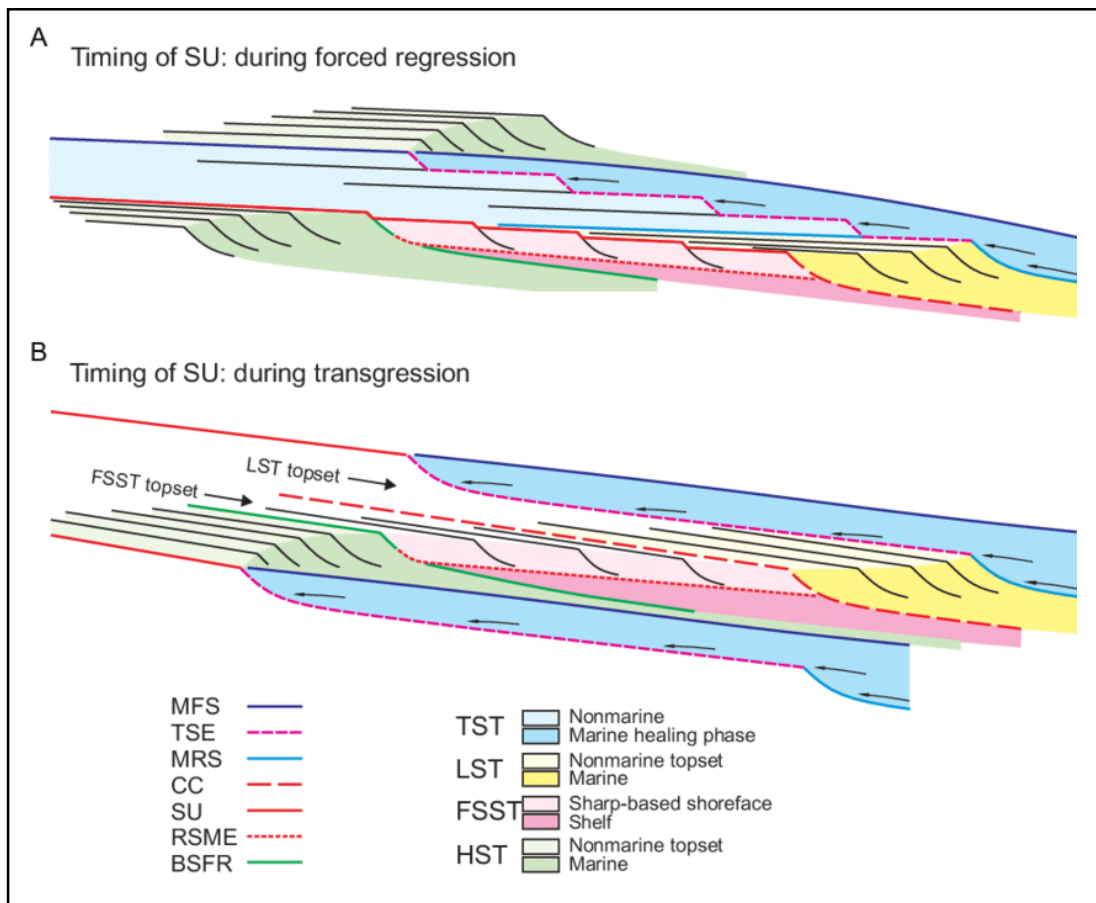 A
Timing of SU: during forced regression
B
Timing of SU: during transgression
LST topset
FSST topset
MFS
TSE
MRS
CC
SU
RSME
BSFR
TST
Nonmarine
Marine healing phase
LST
Nonmarine topset
Marine
FSST
Sharp-based shoreface
Shelf
HST
Nonmarine topset
Marine